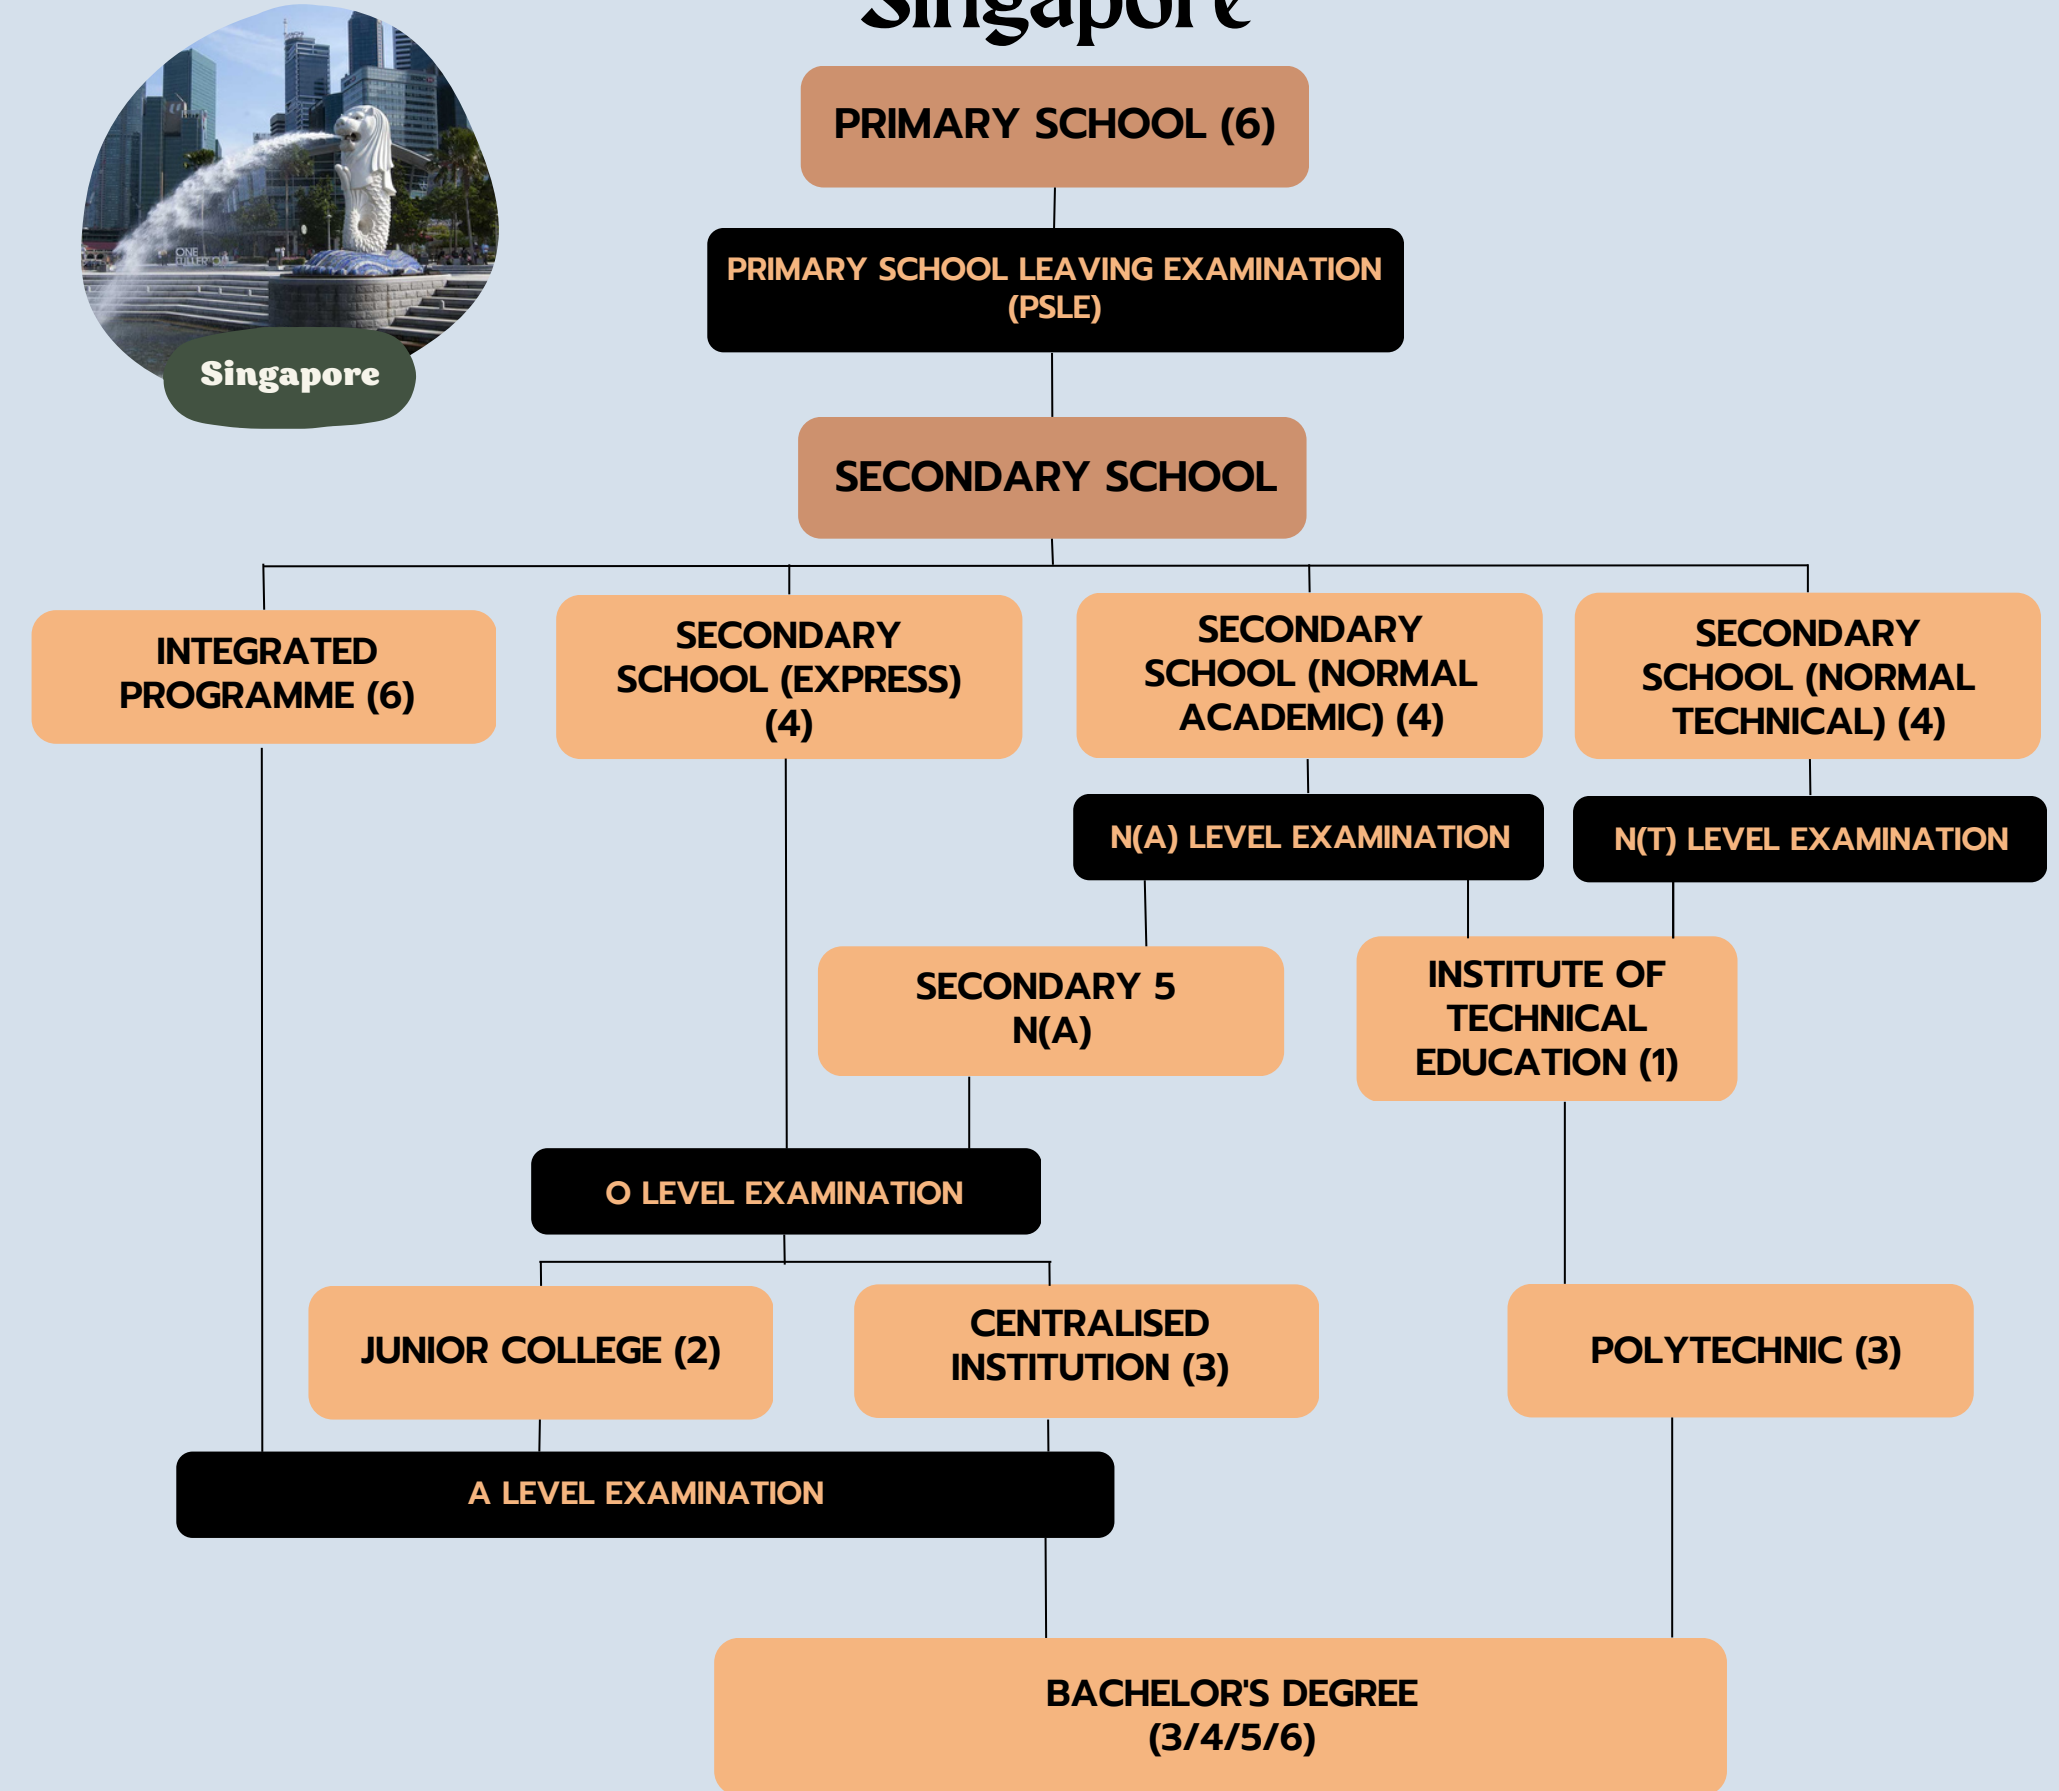 Singapore
PRIMARY SCHOOL (6)
ONE
FULLERTON
Singapore
PRIMARY SCHOOL LEAVING EXAMINATION
(PSLE)
SECONDARY SCHOOL
INTEGRATED
PROGRAMME (6)
SECONDARY
SCHOOL (EXPRESS)
(4)
SECONDARY
SCHOOL (NORMAL
ACADEMIC) (4)
SECONDARY
SCHOOL (NORMAL
TECHNICAL) (4)
N(A) LEVEL EXAMINATION
N(T) LEVEL EXAMINATION
SECONDARY 5
N(A)
INSTITUTE OF
TECHNICAL
EDUCATION (1)
O LEVEL EXAMINATION
JUNIOR COLLEGE (2)
CENTRALISED
INSTITUTION (3)
POLYTECHNIC (3)
A LEVEL EXAMINATION
BACHELOR'S DEGREE
(3/4/5/6)